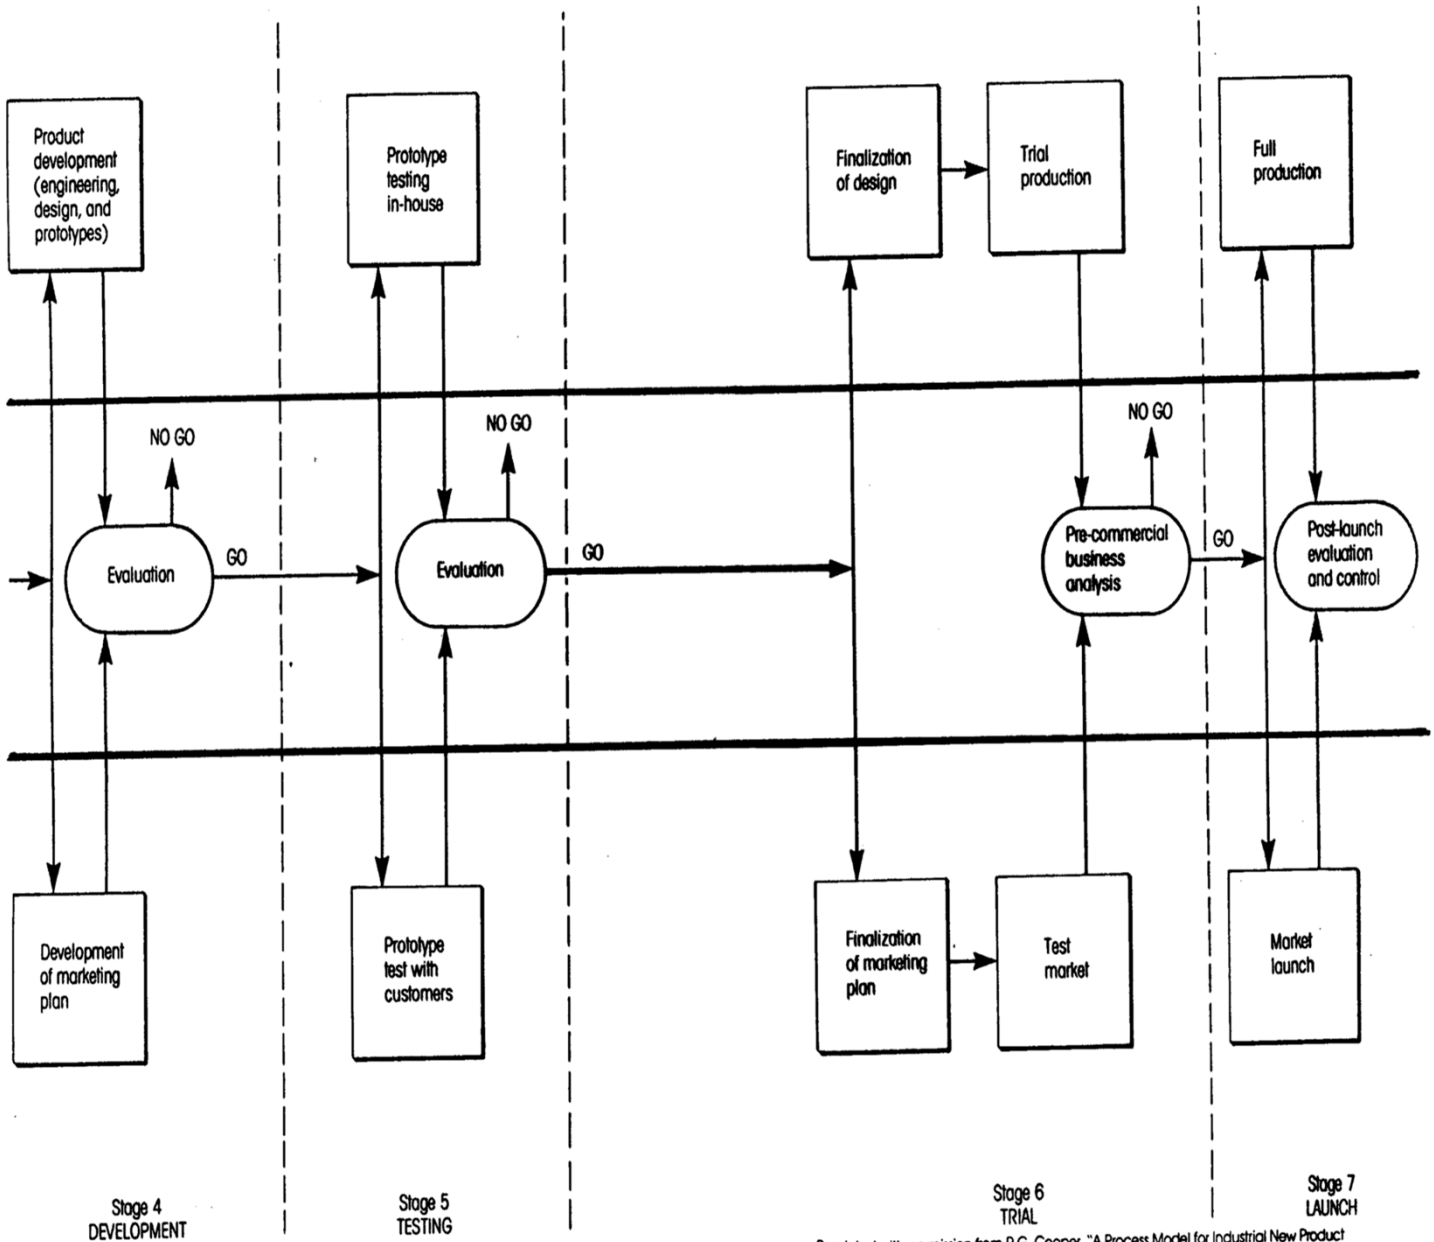 Product
development
(engineering,
design, and
prototypes)
Prototype
testing
in-house
Finalization
of design
Trial
production
Full
production
NO GO
NO GO
NO GO
Evaluation
GO
Evaluation
GO
Pre-commercial
business
analysis
GO
Post-launch
evaluation
and control
Development
of marketing
plan
Prototype
test with
customers
Finalization
of marketing
plan
Test
market
Market
launch
Stage 4
DEVELOPMENT
Stage 5
TESTING
Stage 6
TRIAL
Stage 7
LAUNCH
permission from R.G. Cooper, "A Process Model for Industrial New Product